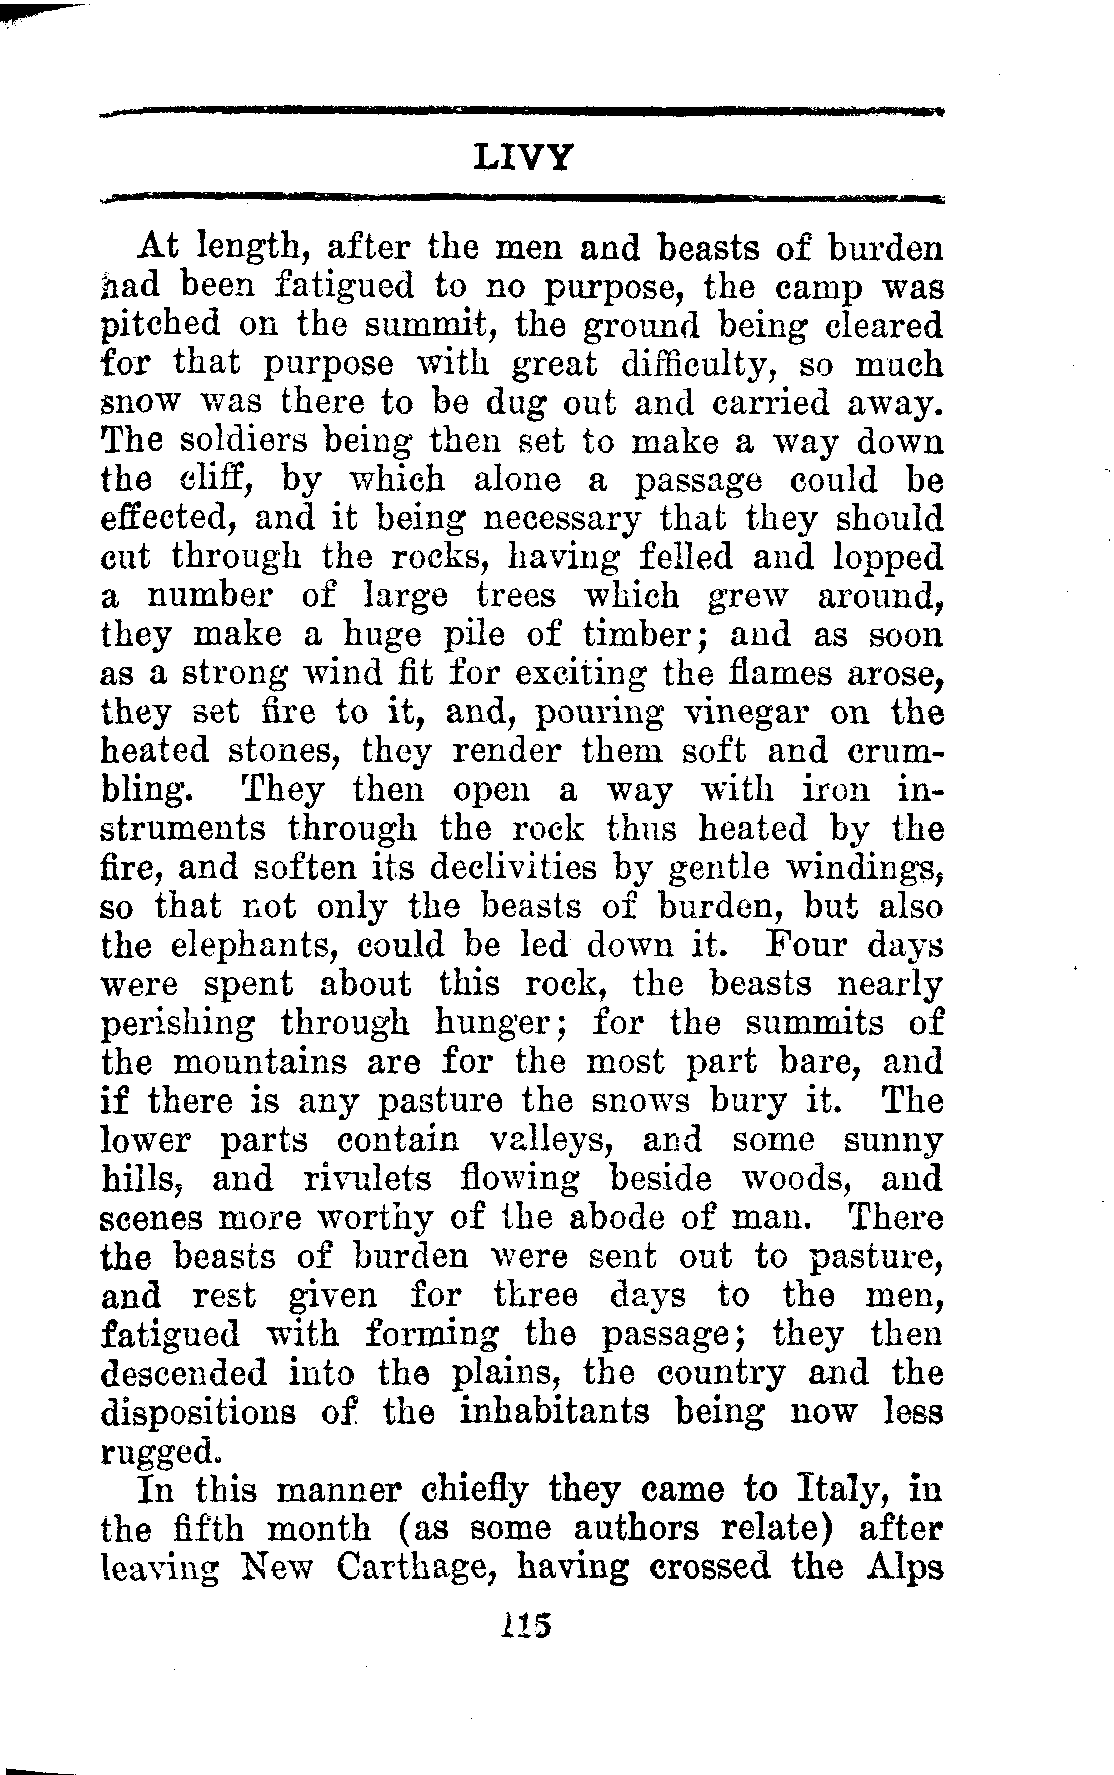 LIVY
At length, after the men and beasts of burden
had been fatigued to no purpose, the camp was
pitched on the summit, the ground being cleared
for that purpose with great difficulty, so much
snow was there to be dug out and carried away.
The soldiers being then set to make a way down
the cliff, by which alone a passage could be
effected, and it being necessary that they should
cut through the rocks, having felled and lopped
a number of large trees which grew around,
they make a huge pile of timber; and as soon
as a strong wind fit for exciting the flames arose,
they set fire to it, and, pouring vinegar on the
heated stones, they render them soft and crum-
bling. They then open a way with iron in-
struments through the rock thus heated by the
fire, and soften its declivities by gentle windings,
so that not only the beasts of burden, but also
the elephants, could be led down it. Four days
were spent about this rock, the beasts nearly
perishing through hunger; for the summits of
the mountains are for the most part bare, and
if there is any pasture the snows bury it. The
lower parts contain valleys, and some sunny
hills, and rivulets flowing beside woods, and
scenes more worthy of the abode of man. There
the beasts of burden were sent out to pasture,
and rest given for three days to the men,
fatigued with forming the passage; they then
descended into the plains, the country and the
dispositions of the inhabitants being now less
rugged.
In this manner chiefly they came to Italy, in
the fifth month (as some authors relate) after
leaving New Carthage, having crossed the Alps
115